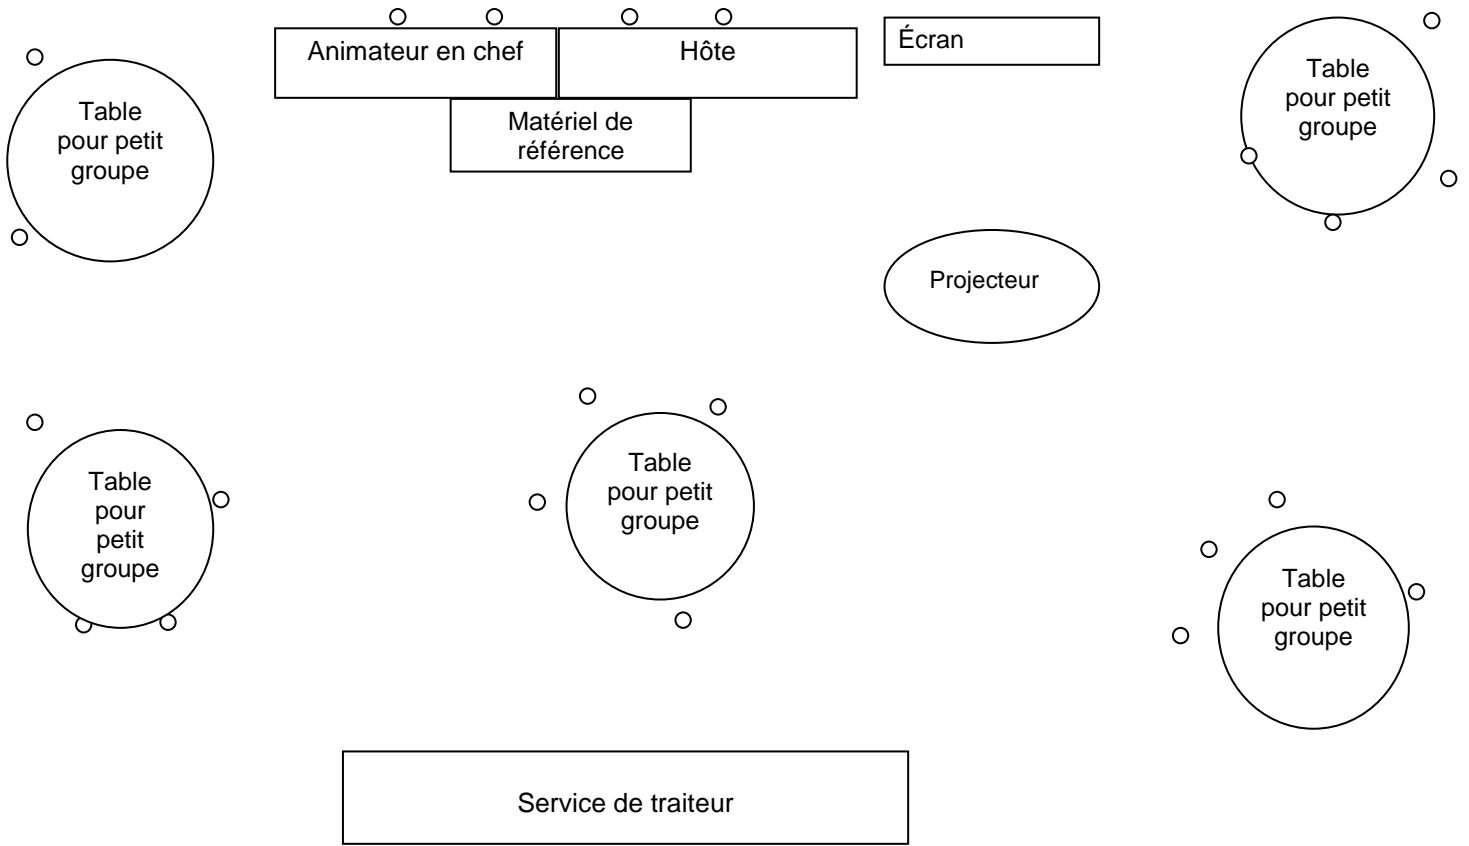 Animateur en chef
Hôte
Écran
Table
pour petit
groupe
Matériel de
référence
Table
pour petit
groupe
Projecteur
Table
pour
petit
groupe
Table
pour petit
groupe
Table
pour petit
groupe
Service de traiteur